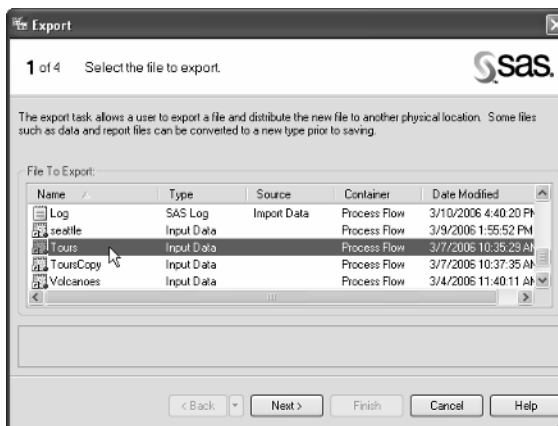 Export
1 of 4 Select the file to export.
sas.
The export task allows a user to export a file and distribute the new file to another physical location. Some files
such as data and report files can be converted to a new type prior to saving.
File To Export:
Name Type Source Container Date Modified
Log SAS Log Import Data Process Flow 3/10/2006 4:40:20 PM
seattle Input Data Process Flow 3/9/2006 1:55:52 PM
Tours Input Data Process Flow 3/7/2006 10:35:29 AM
ToursCopy Input Data Process Flow 3/7/2006 10:37:35 AM
Volcanoes Input Data Process Flow 3/4/2006 11:40:11 AM
< Back Next > Finish Cancel Help